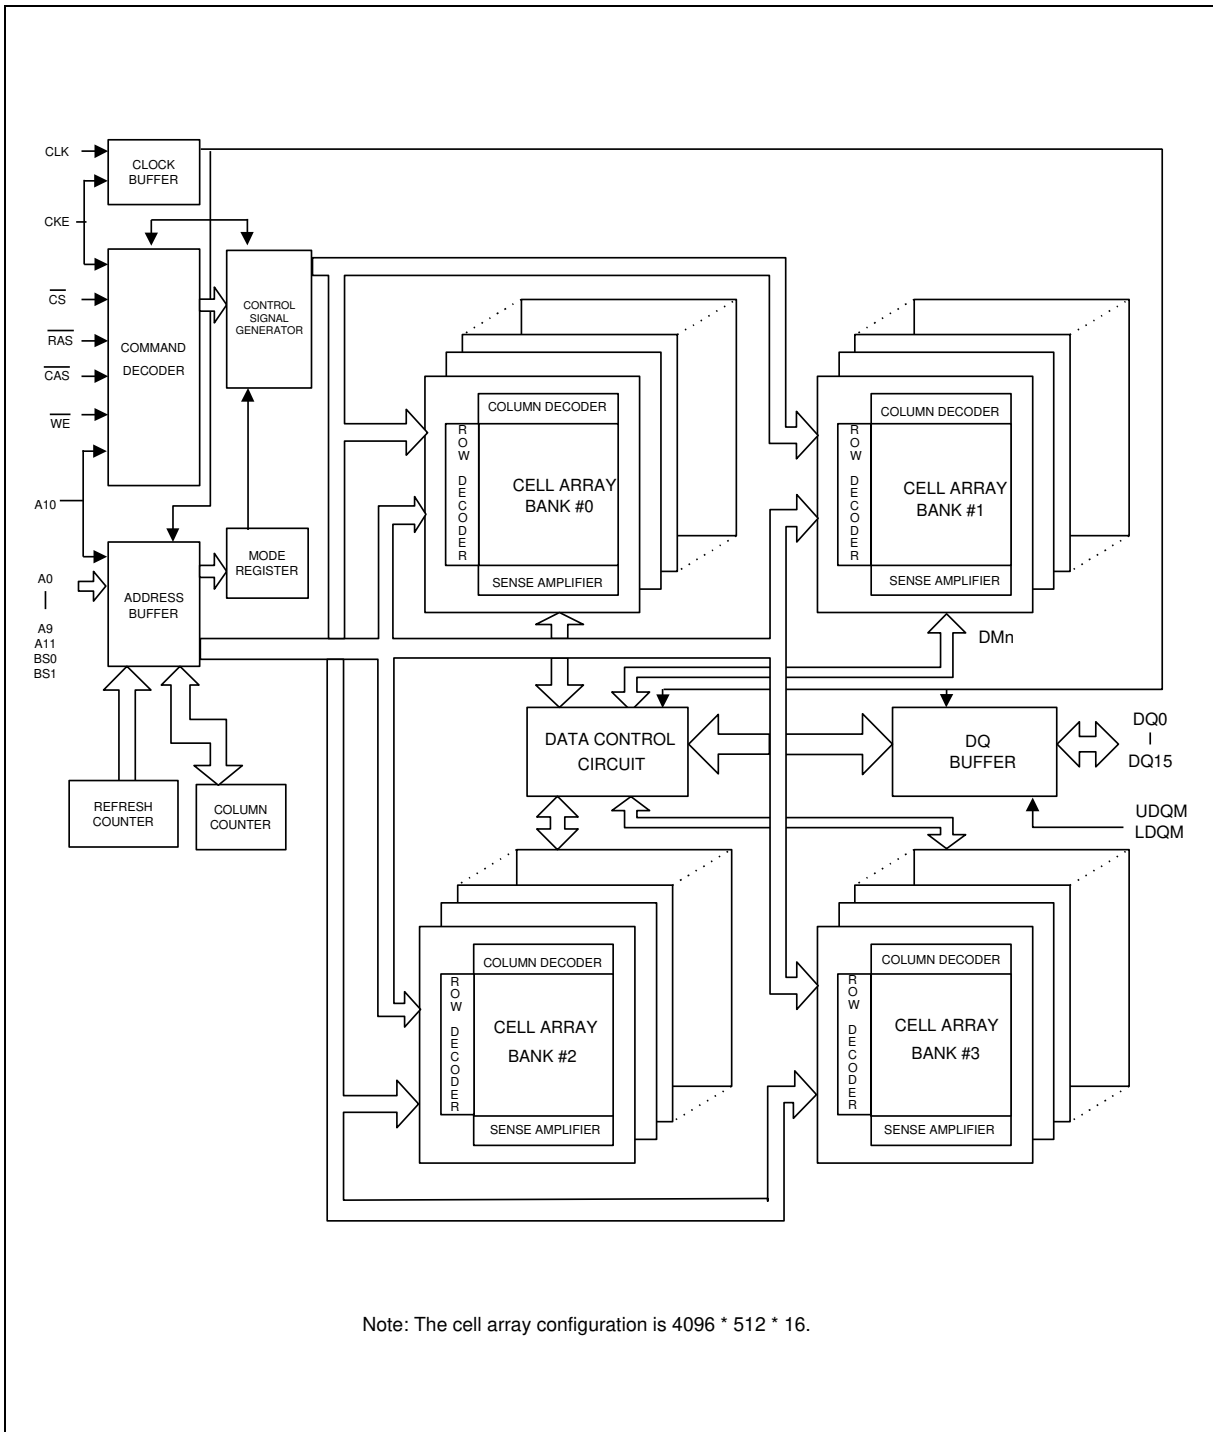 CLK
CLOCK
BUFFER
CKE
CS
RAS
CAS
WE
COMMAND
DECODER
CONTROL
SIGNAL
GENERATOR
A10
A0
A9
A11
BS0
BS1
ADDRESS
BUFFER
MODE
REGISTER
REFRESH
COUNTER
COLUMN
COUNTER
COLUMN DECODER
ROW DECODER
CELL ARRAY
BANK #0
SENSE AMPLIFIER
COLUMN DECODER
ROW DECODER
CELL ARRAY
BANK #1
SENSE AMPLIFIER
DMn
DATA CONTROL
CIRCUIT
DQ
BUFFER
DQ0
DQ15
UDQM
LDQM
COLUMN DECODER
ROW DECODER
CELL ARRAY
BANK #2
SENSE AMPLIFIER
COLUMN DECODER
ROW DECODER
CELL ARRAY
BANK #3
SENSE AMPLIFIER
Note: The cell array configuration is 4096 * 512 * 16.